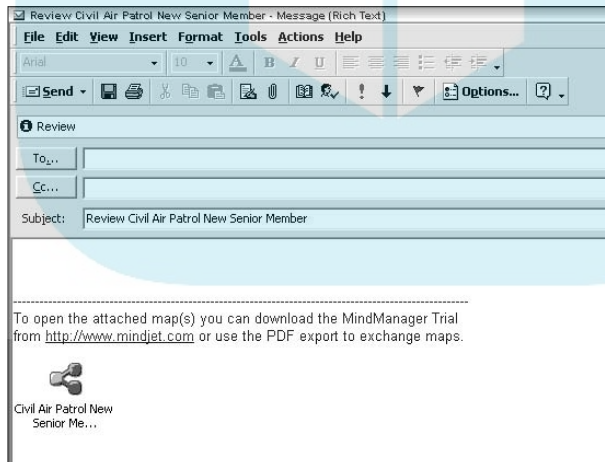 Review Civil Air Patrol New Senior Member - Message (Rich Text)
File Edit View Insert Format Tools Actions Help
Arial 10 A B I U
Send Options...
Review
To...
Cc...
Subject: Review Civil Air Patrol New Senior Member
To open the attached map(s) you can download the MindManager Trial
from http://www.mindjet.com or use the PDF export to exchange maps.
Civil Air Patrol New
Senior Me...